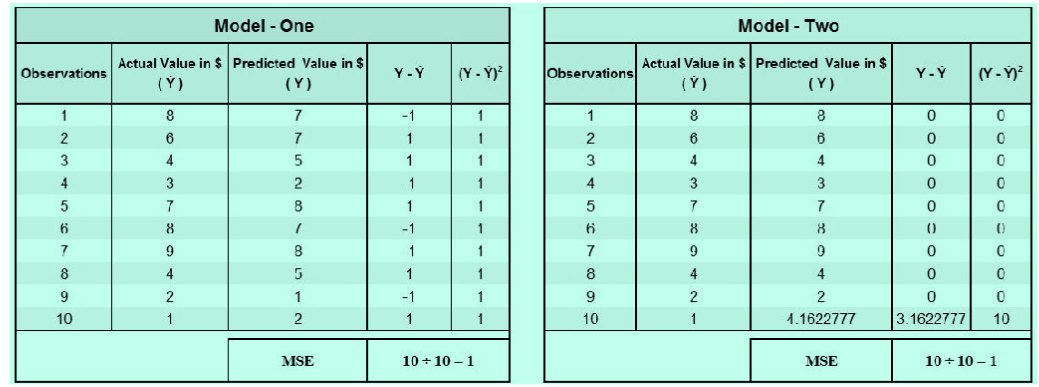 Model - One
Observations Actual Value in $ ( Ẏ ) Predicted Value in $ ( Y ) Y - Ẏ (Y - Ẏ)²
1 8 7 -1 1
2 6 7 1 1
3 4 5 1 1
4 3 2 1 1
5 7 8 1 1
6 8 7 -1 1
7 9 8 1 1
8 4 5 1 1
9 2 1 -1 1
10 1 2 1 1
MSE 10 ÷ 10 – 1
Model - Two
Observations Actual Value in $ ( Ẏ ) Predicted Value in $ ( Y ) Y - Ẏ (Y - Ẏ)²
1 8 8 0 0
2 6 6 0 0
3 4 4 0 0
4 3 3 0 0
5 7 7 0 0
6 8 8 0 0
7 9 9 0 0
8 4 4 0 0
9 2 2 0 0
10 1 4.1622777 3.1622777 10
MSE 10 ÷ 10 – 1